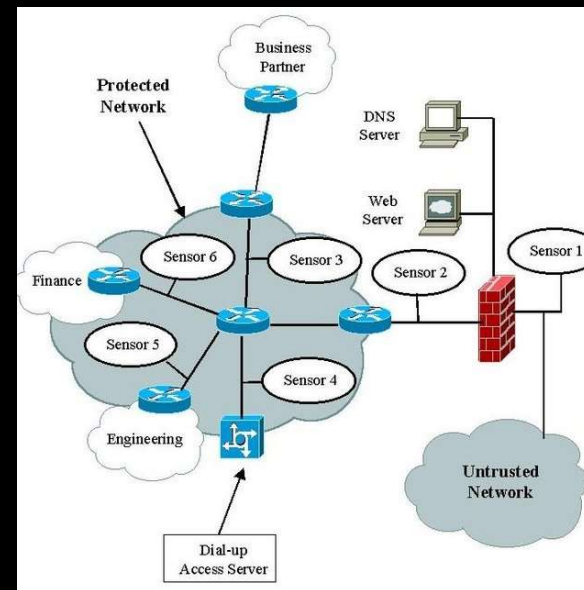 Business
Partner
Protected
Network
DNS
Server
Web
Server
Sensor 1
Sensor 6
Sensor 3
Sensor 2
Finance
Sensor 5
Sensor 4
Engineering
Untrusted
Network
Dial-up
Access Server